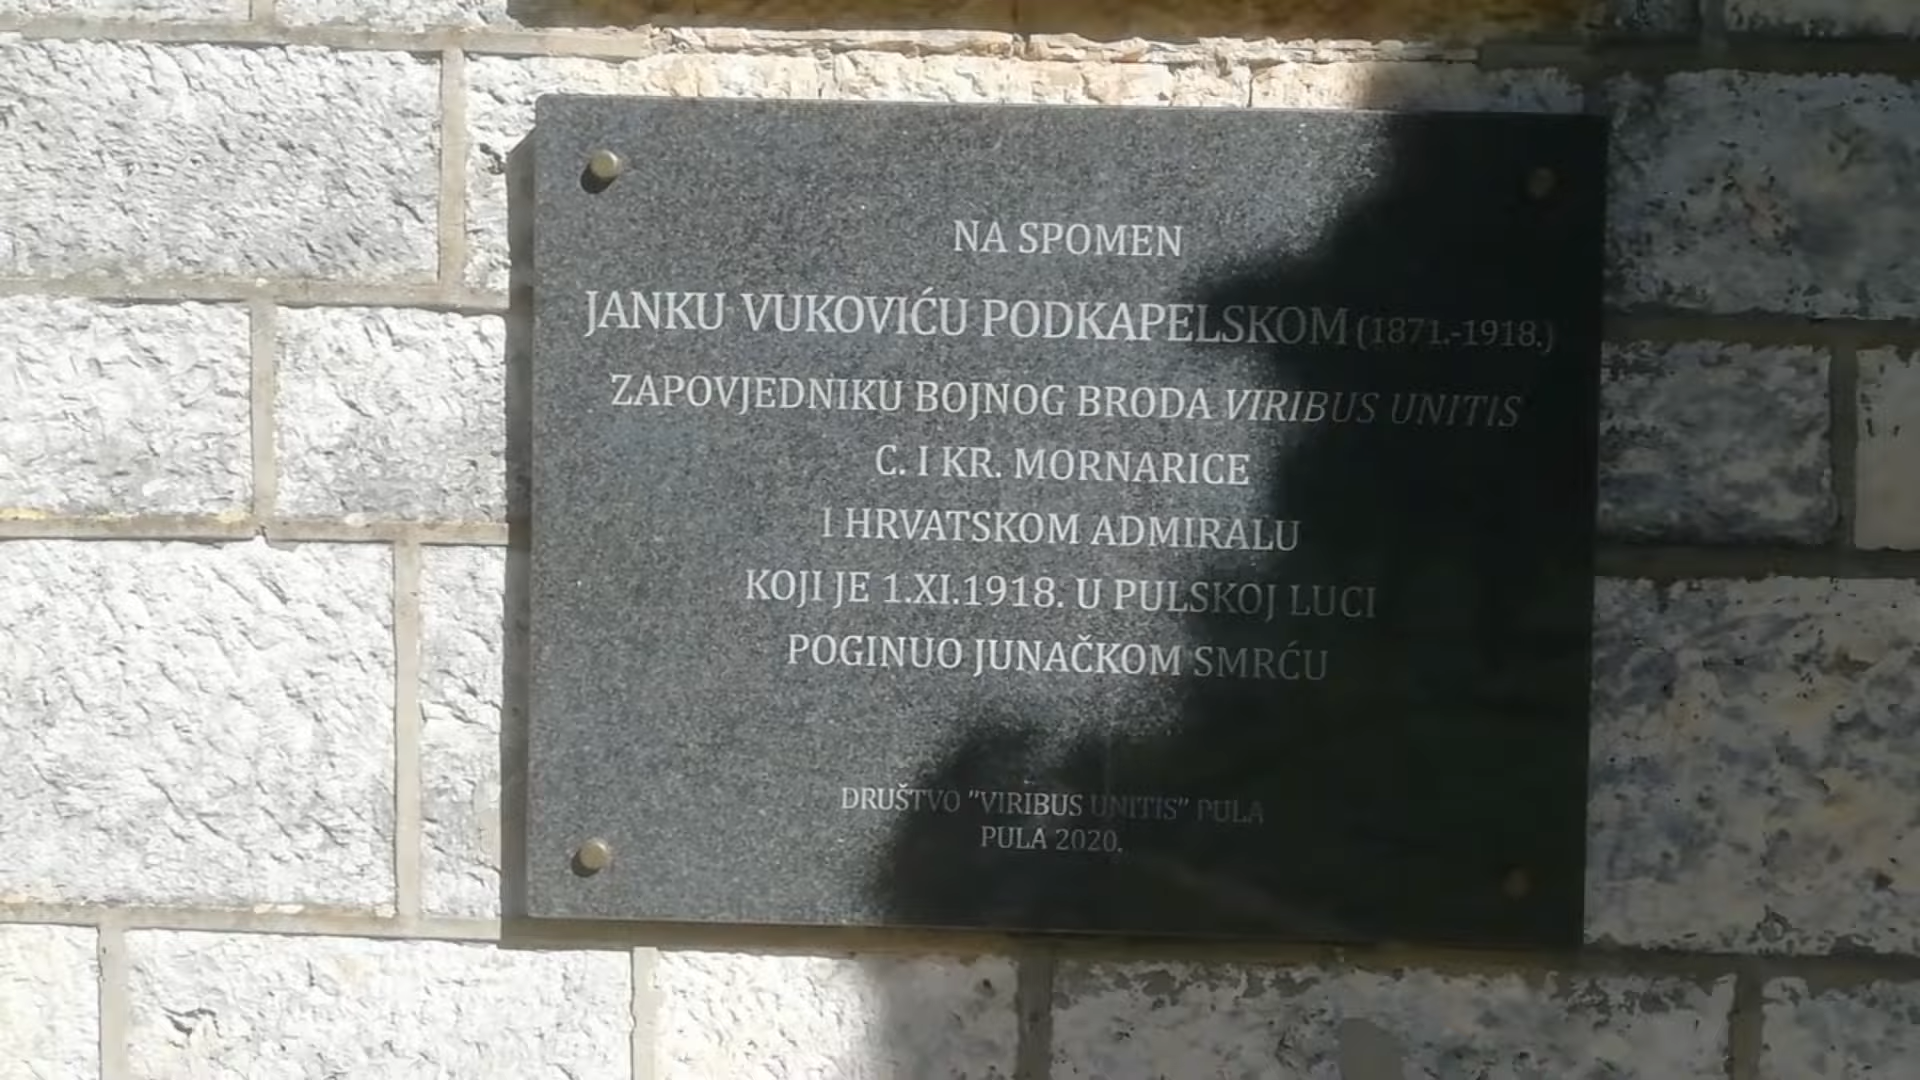 NA SPOMEN
JANKU VUKOVIĆU PODKAPELSKOM (1871.-1918.)
ZAPOVJEDNIKU BOJNOG BRODA VIRIBUS UNITIS
C. I KR. MORNARICE
I HRVATSKOM ADMIRALU
KOJI JE 1.XI.1918. U PULSKOJ LUCI
POGINUO JUNAČKOM SMRĆU
DRUŠTVO "VIRIBUS UNITIS" PULA
PULA 2020.